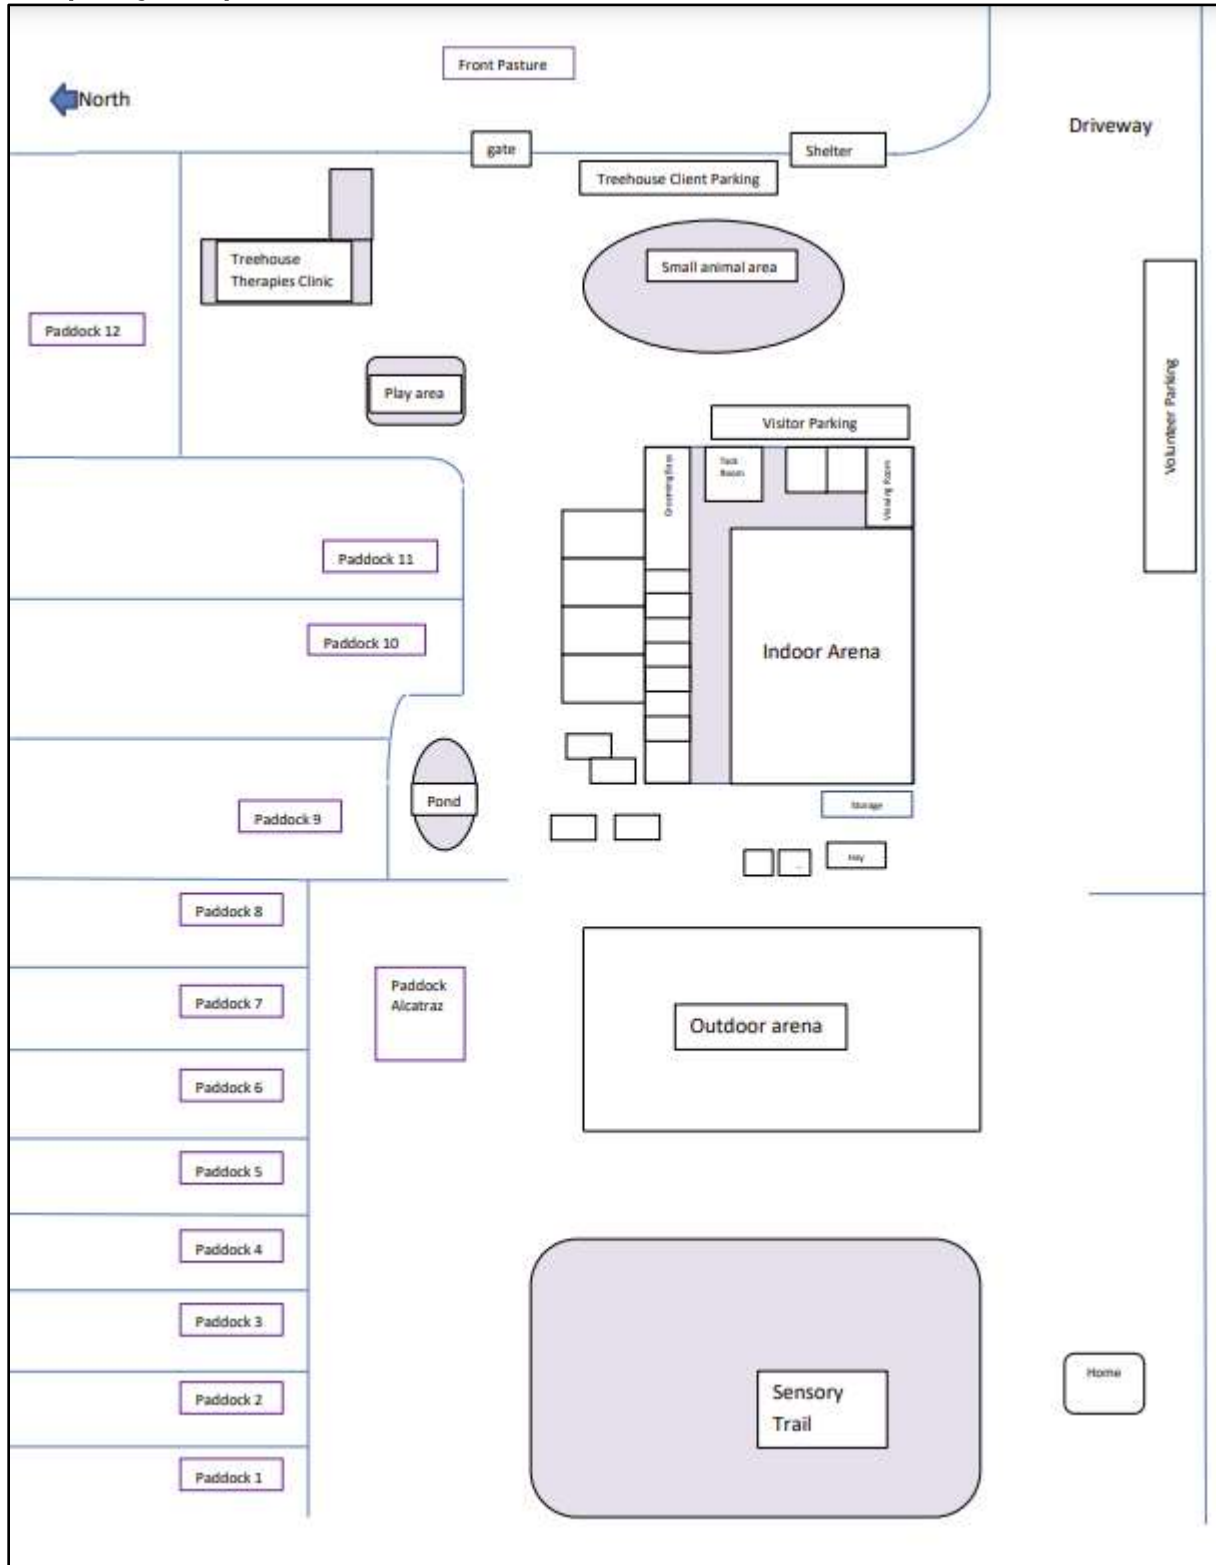 Front Pasture
North
Driveway
gate
Shelter
Treehouse Client Parking
Treehouse
Therapies Clinic
Small animal area
Paddock 12
Play area
Visitor Parking
Volunteer Parking
Tack
Room
Viewing Room
Paddock 11
Paddock 10
Indoor Arena
Pond
Paddock 9
Storage
Hay
Paddock 8
Paddock
Alcatraz
Paddock 7
Outdoor arena
Paddock 6
Paddock 5
Paddock 4
Paddock 3
Sensory
Trail
Home
Paddock 2
Paddock 1